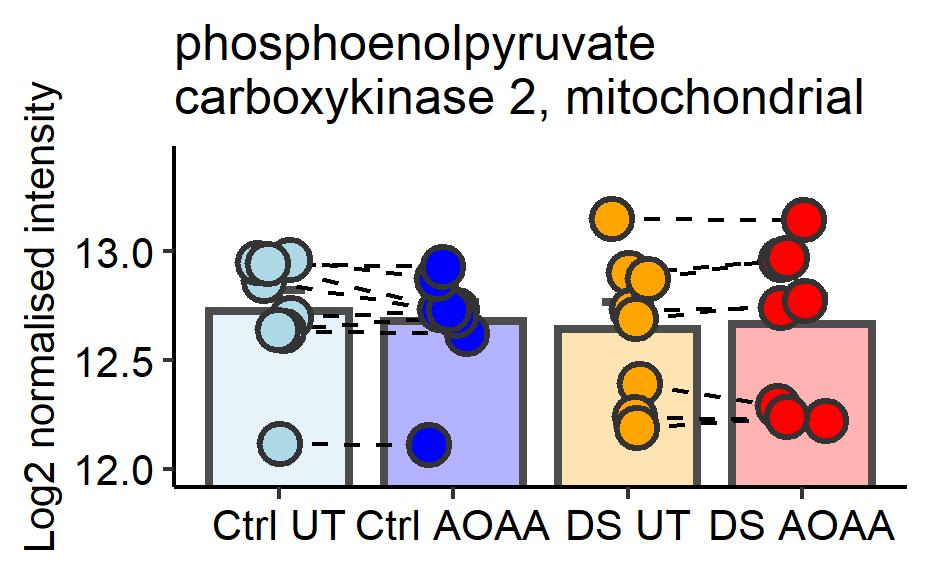 phosphoenolpyruvate
carboxykinase 2, mitochondrial
Log2 normalised intensity
13.0
12.5
12.0
Ctrl UT Ctrl AOAA DS UT DS AOAA